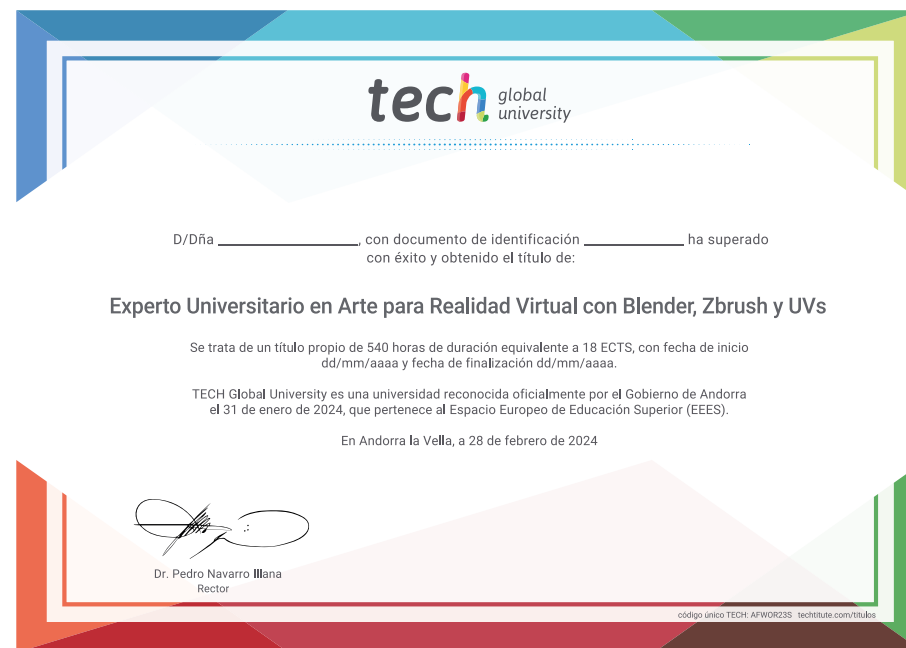 tech global university
D/Dña ____________________, con documento de identificación ______________ ha superado
con éxito y obtenido el título de:
Experto Universitario en Arte para Realidad Virtual con Blender, Zbrush y UVs
Se trata de un título propio de 540 horas de duración equivalente a 18 ECTS, con fecha de inicio
dd/mm/aaaa y fecha de finalización dd/mm/aaaa.
TECH Global University es una universidad reconocida oficialmente por el Gobierno de Andorra
el 31 de enero de 2024, que pertenece al Espacio Europeo de Educación Superior (EEES).
En Andorra la Vella, a 28 de febrero de 2024
Dr. Pedro Navarro Illana
Rector
código único TECH: AFWOR23S techtitute.com/titulos